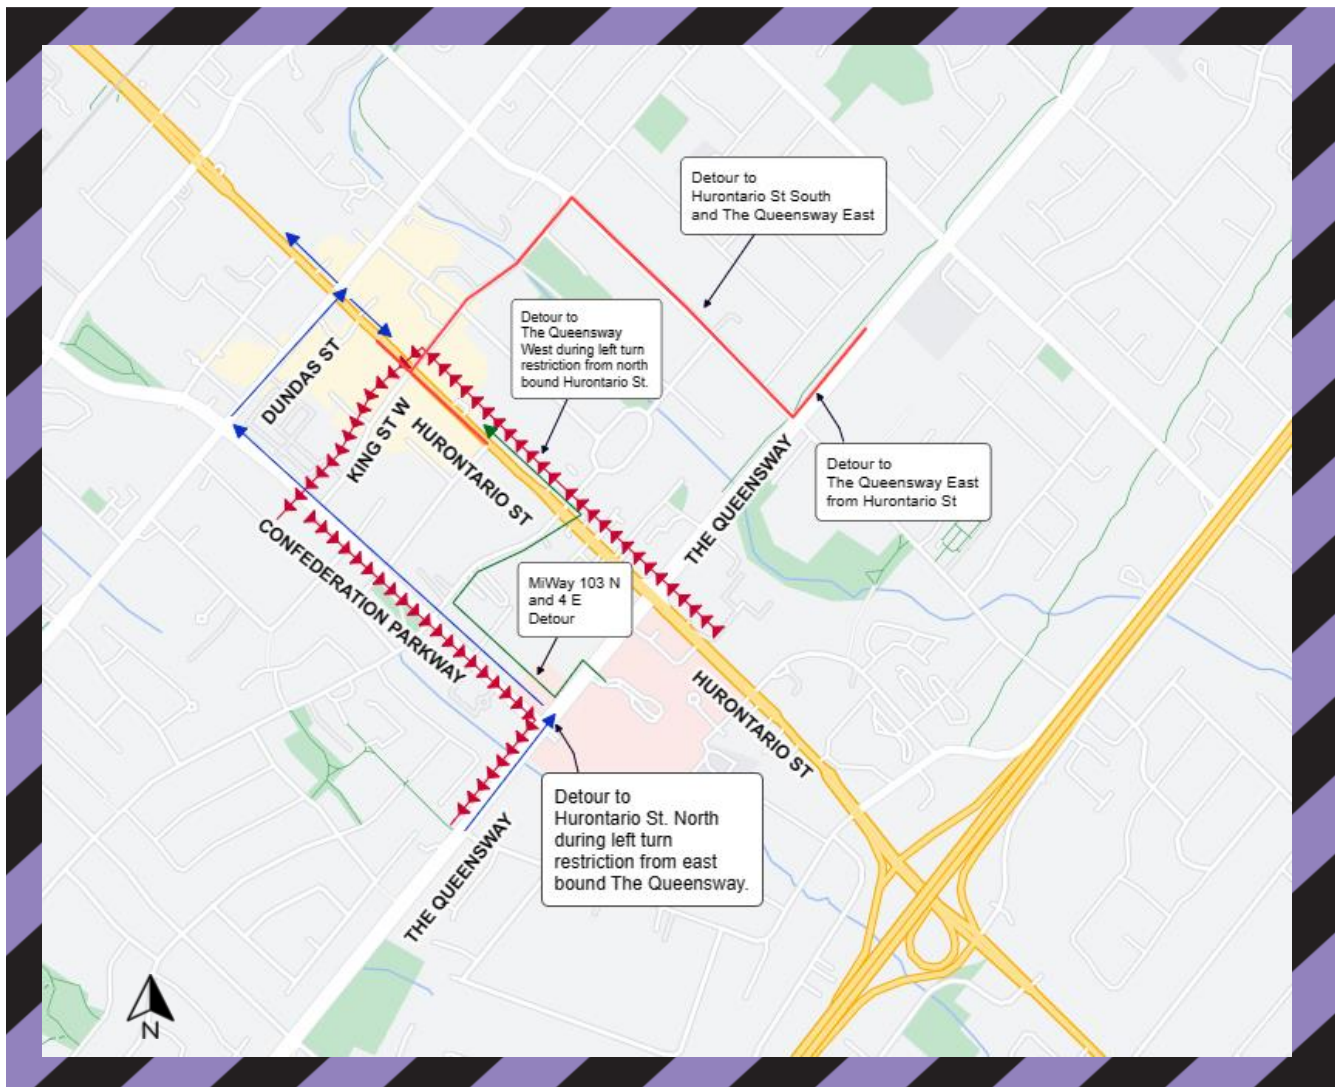 Detour to
Hurontario St South
and The Queensway East
Detour to
The Queensway
West during left turn
restriction from north
bound Hurontario St.
DUNDAS ST
KING ST W
HURONTARIO ST
THE QUEENSWAY
Detour to
The Queensway East
from Hurontario St
CONFEDERATION PARKWAY
MiWay 103 N
and 4 E
Detour
HURONTARIO ST
Detour to
Hurontario St. North
during left turn
restriction from east
bound The Queensway.
THE QUEENSWAY
N